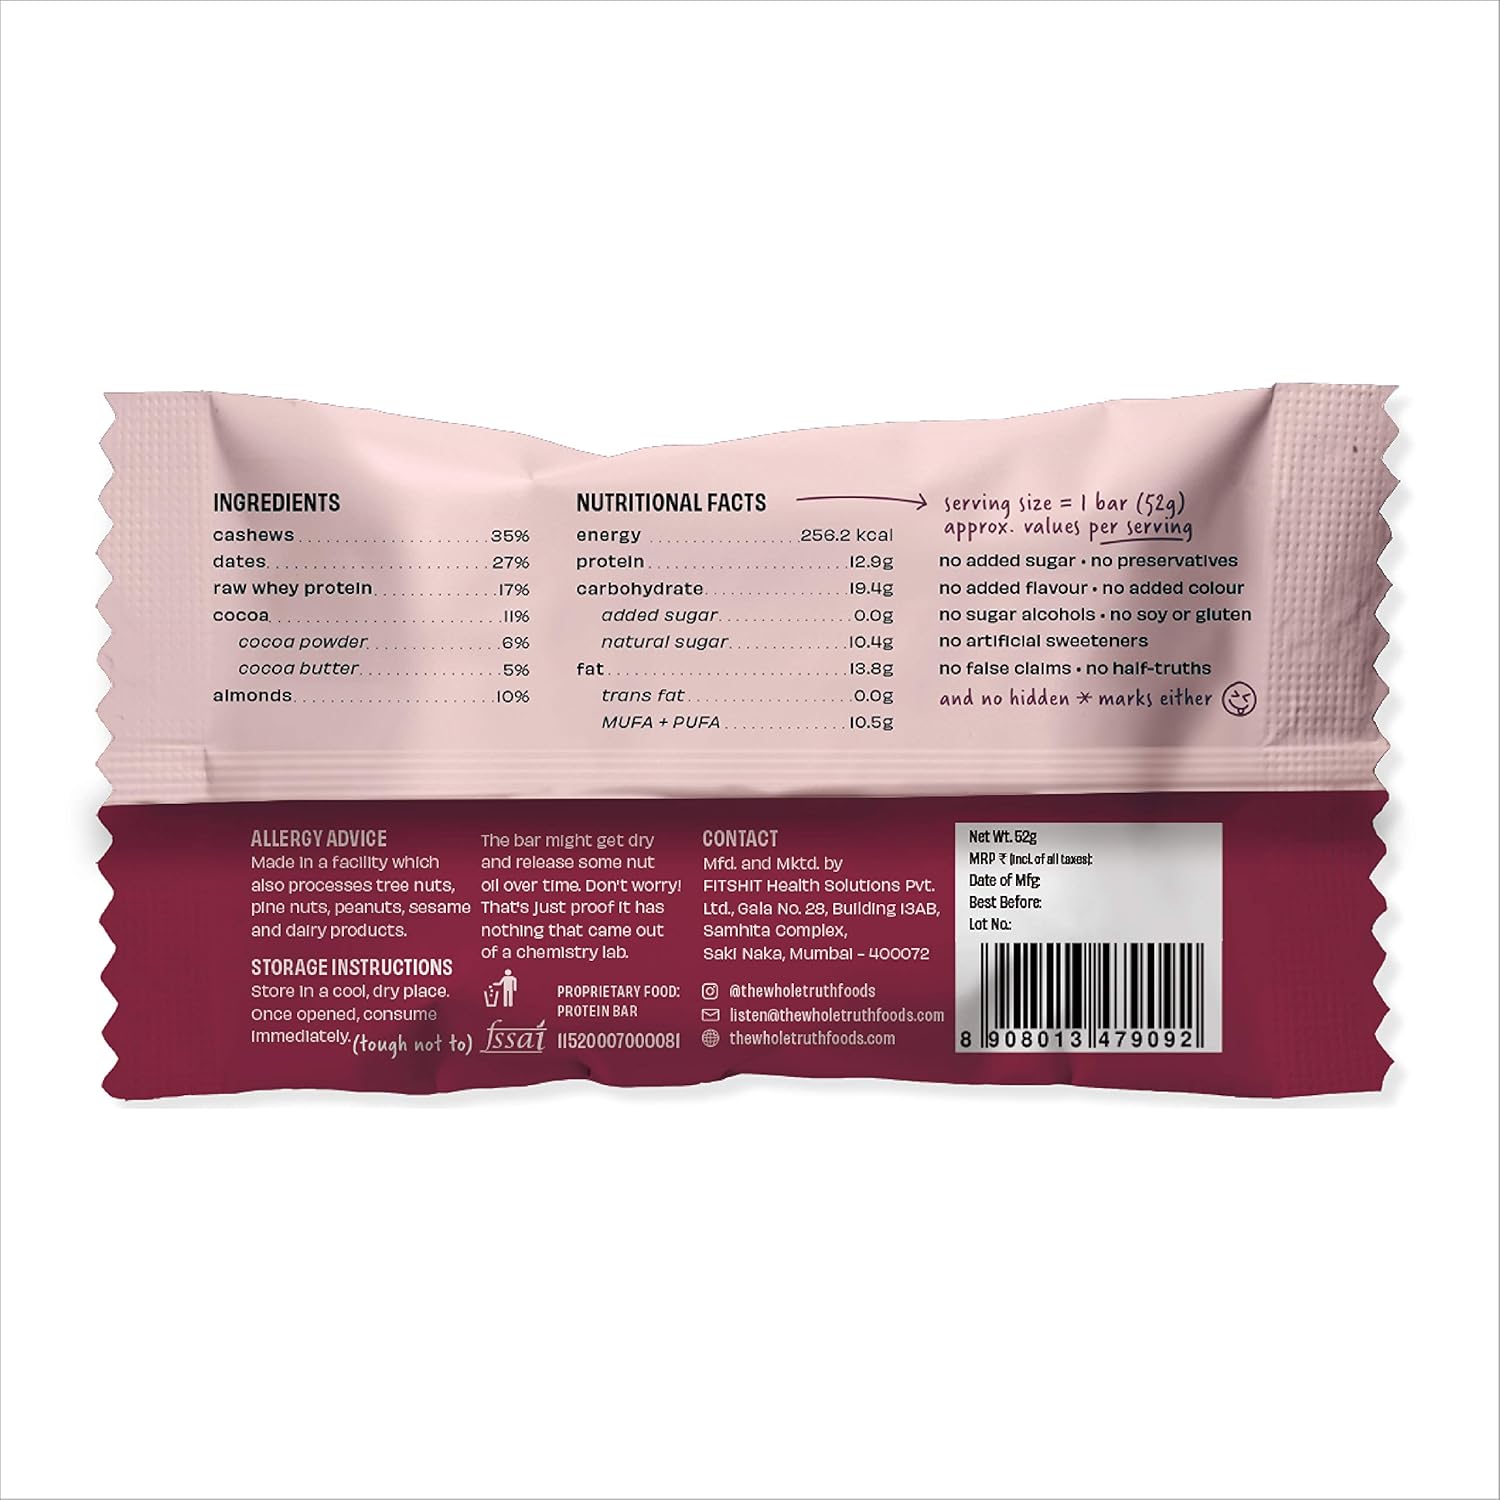 INGREDIENTS
cashews 35%
dates 27%
raw whey protein 17%
cocoa 11%
cocoa powder 6%
cocoa butter 5%
almonds 10%
NUTRITIONAL FACTS
energy 256.2 kcal
protein 12.9g
carbohydrate 19.4g
added sugar 0.0g
natural sugar 10.4g
fat 13.8g
trans fat 0.0g
MUFA + PUFA 10.5g
serving size = 1 bar (52g)
approx. values per serving
no added sugar • no preservatives
no added flavour • no added colour
no sugar alcohols • no soy or gluten
no artificial sweeteners
no false claims • no half-truths
and no hidden * marks either
ALLERGY ADVICE
Made in a facility which
also processes tree nuts,
pine nuts, peanuts, sesame
and dairy products.
STORAGE INSTRUCTIONS
Store in a cool, dry place.
Once opened, consume
immediately. (tough not to)
The bar might get dry
and release some nut
oil over time. Don't worry!
That's just proof it has
nothing that came out
of a chemistry lab.
PROPRIETARY FOOD:
PROTEIN BAR
fssai 11520007000081
CONTACT
Mfd. and Mktd. by
FITSHIT Health Solutions Pvt.
Ltd., Gala No. 28, Building 13AB,
Samhita Complex,
Saki Naka, Mumbai - 400072
@thewholetruthfoods
listen@thewholetruthfoods.com
thewholetruthfoods.com
Net Wt. 52g
MRP ₹ (incl. of all taxes):
Date of Mfg:
Best Before:
Lot No.:
8 908013 479092